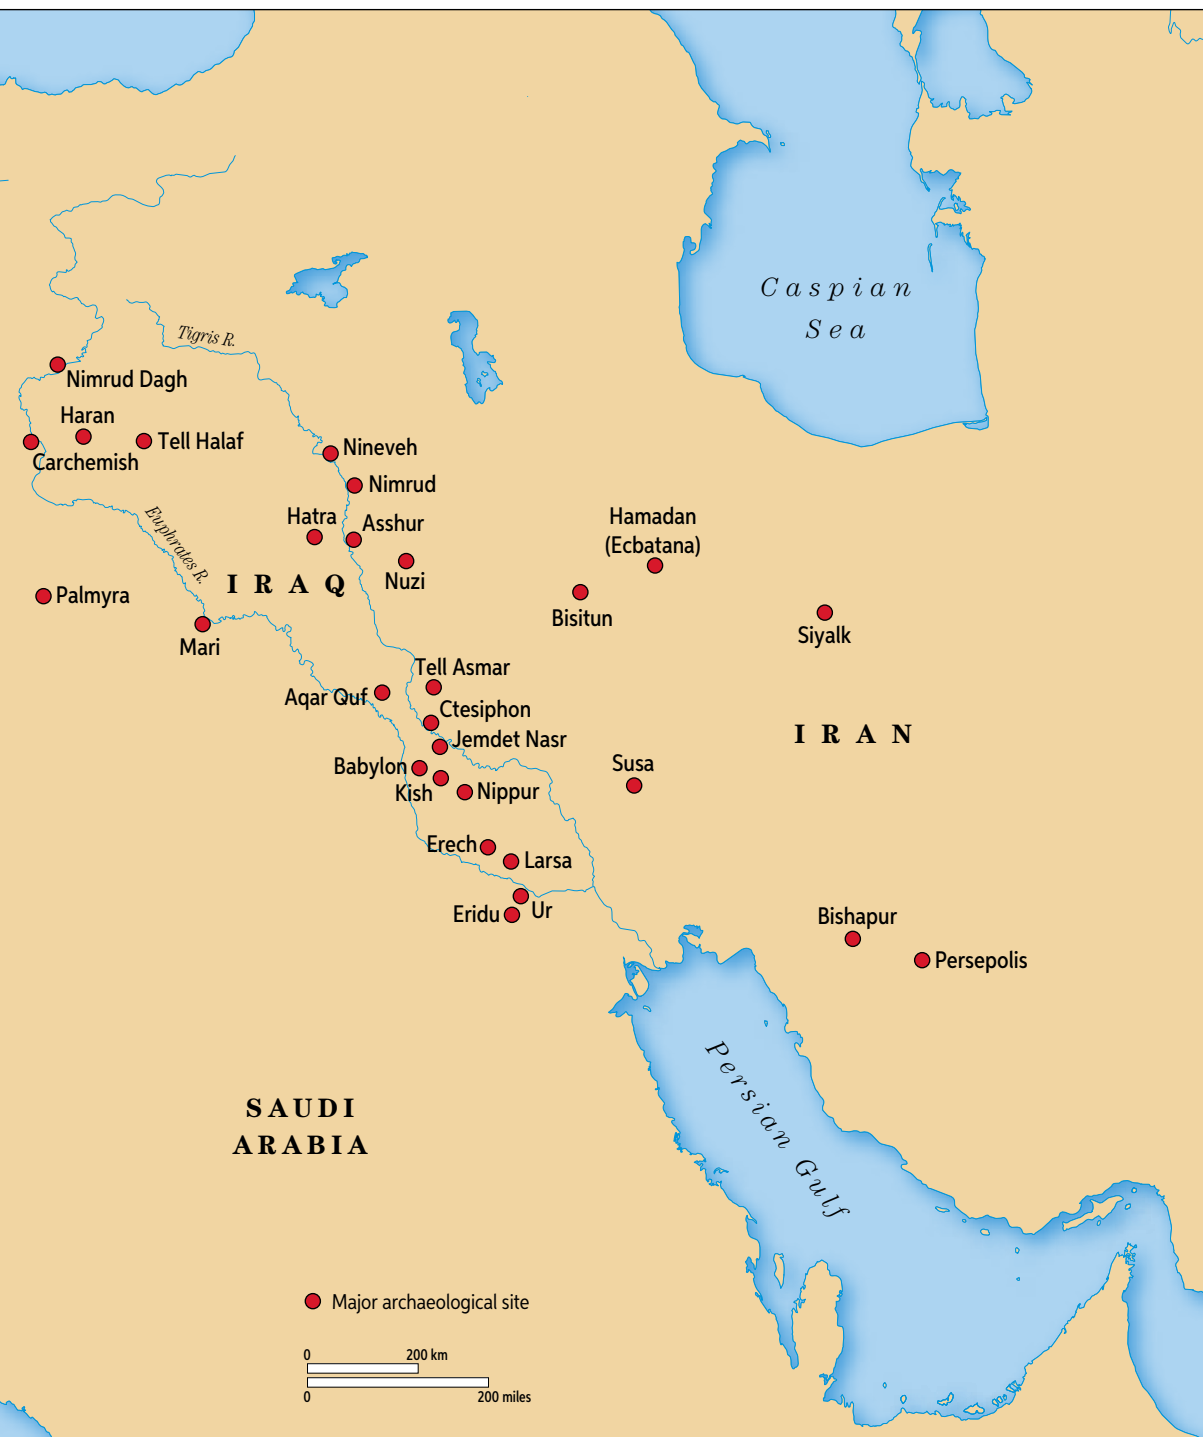 Caspian
Sea
Tigris R.
Nimrud Dagh
Haran
Tell Halaf
Carchemish
Nineveh
Nimrud
Hatra
Asshur
Nuzi
Euphrates R.
IRAQ
Hamadan
(Ecbatana)
Bisitun
Siyalk
Palmyra
Mari
Tell Asmar
Aqar Quf
Ctesiphon
Jemdet Nasr
IRAN
Babylon
Kish
Nippur
Susa
Erech
Larsa
Eridu
Ur
Bishapur
Persepolis
Persian Gulf
SAUDI
ARABIA
Major archaeological site
0 200 km
0 200 miles